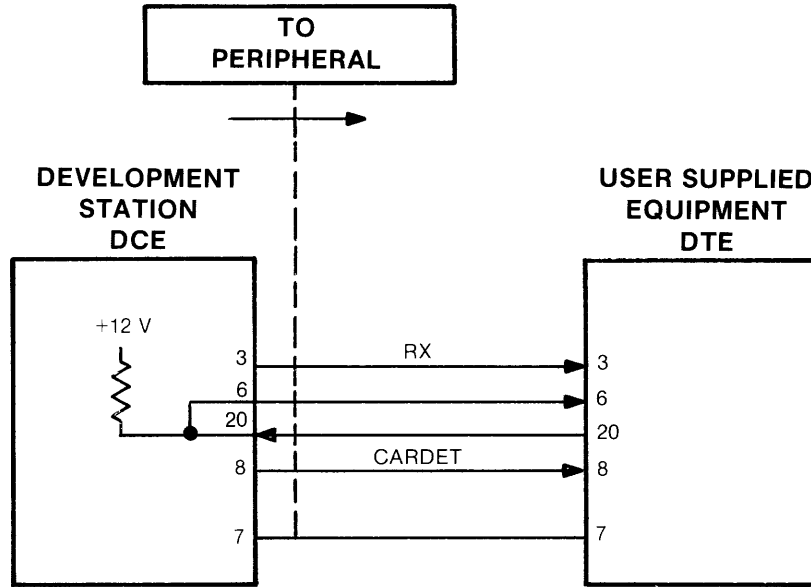 TO
PERIPHERAL
DEVELOPMENT
STATION
DCE
USER SUPPLIED
EQUIPMENT
DTE
+12 V
3
RX
3
6
6
20
20
8
CARDET
8
7
7